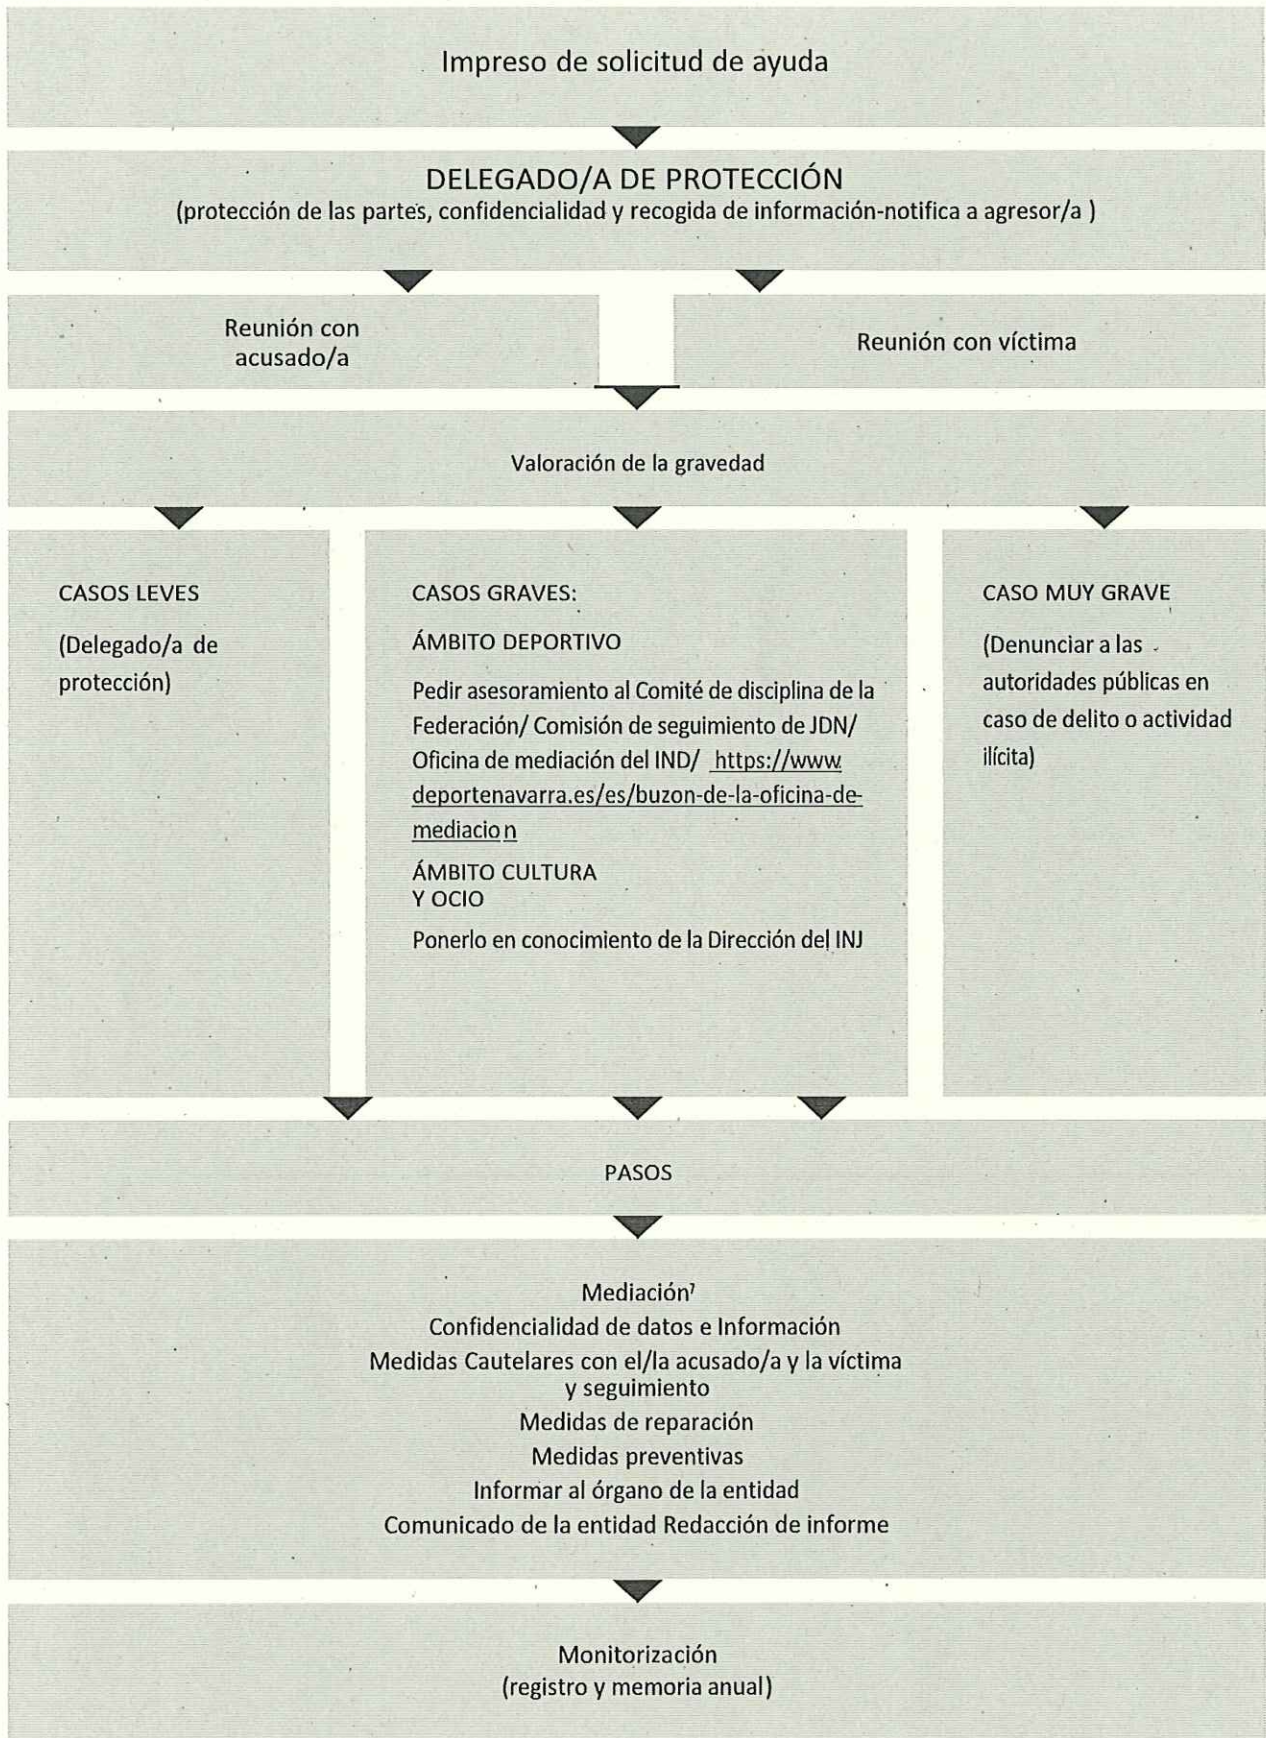 Impreso de solicitud de ayuda
DELEGADO/A DE PROTECCIÓN
(protección de las partes, confidencialidad y recogida de información-notifica a agresor/a )
Reunión con
acusado/a
Reunión con víctima
Valoración de la gravedad
CASOS LEVES
(Delegado/a de
protección)
CASOS GRAVES:
ÁMBITO DEPORTIVO
Pedir asesoramiento al Comité de disciplina de la
Federación/ Comisión de seguimiento de JDN/
Oficina de mediación del IND/ https://www.
deportenavarra.es/es/buzon-de-la-oficina-de-
mediacion
ÁMBITO CULTURA
Y OCIO
Ponerlo en conocimiento de la Dirección del INJ
CASO MUY GRAVE
(Denunciar a las
autoridades públicas en
caso de delito o actividad
ilícita)
PASOS
Mediación⁷
Confidencialidad de datos e Información
Medidas Cautelares con el/la acusado/a y la víctima
y seguimiento
Medidas de reparación
Medidas preventivas
Informar al órgano de la entidad
Comunicado de la entidad Redacción de informe
Monitorización
(registro y memoria anual)